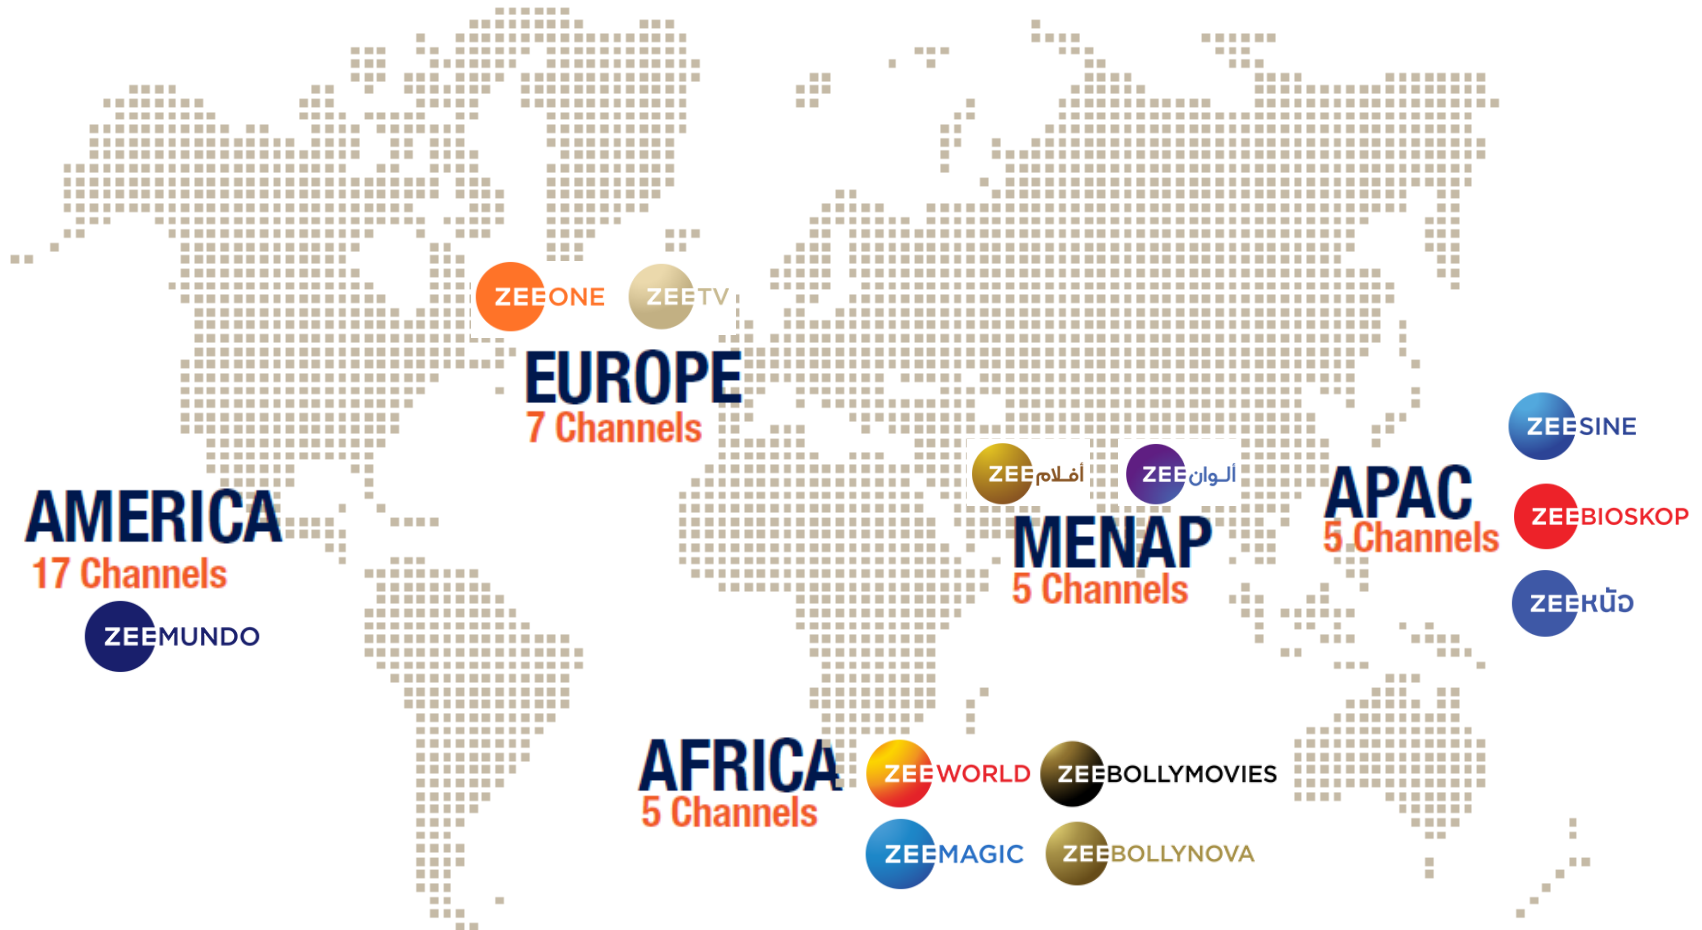 ZEEONE
ZEETV
EUROPE
7 Channels
AMERICA
17 Channels
ZEEMUNDO
ZEEأفلام
ZEEألوان
MENAP
5 Channels
APAC
5 Channels
ZEESINE
ZEEBIOSKOP
ZEEหนัง
AFRICA
5 Channels
ZEEWORLD
ZEEBOLLYMOVIES
ZEEMAGIC
ZEEBOLLYNOVA